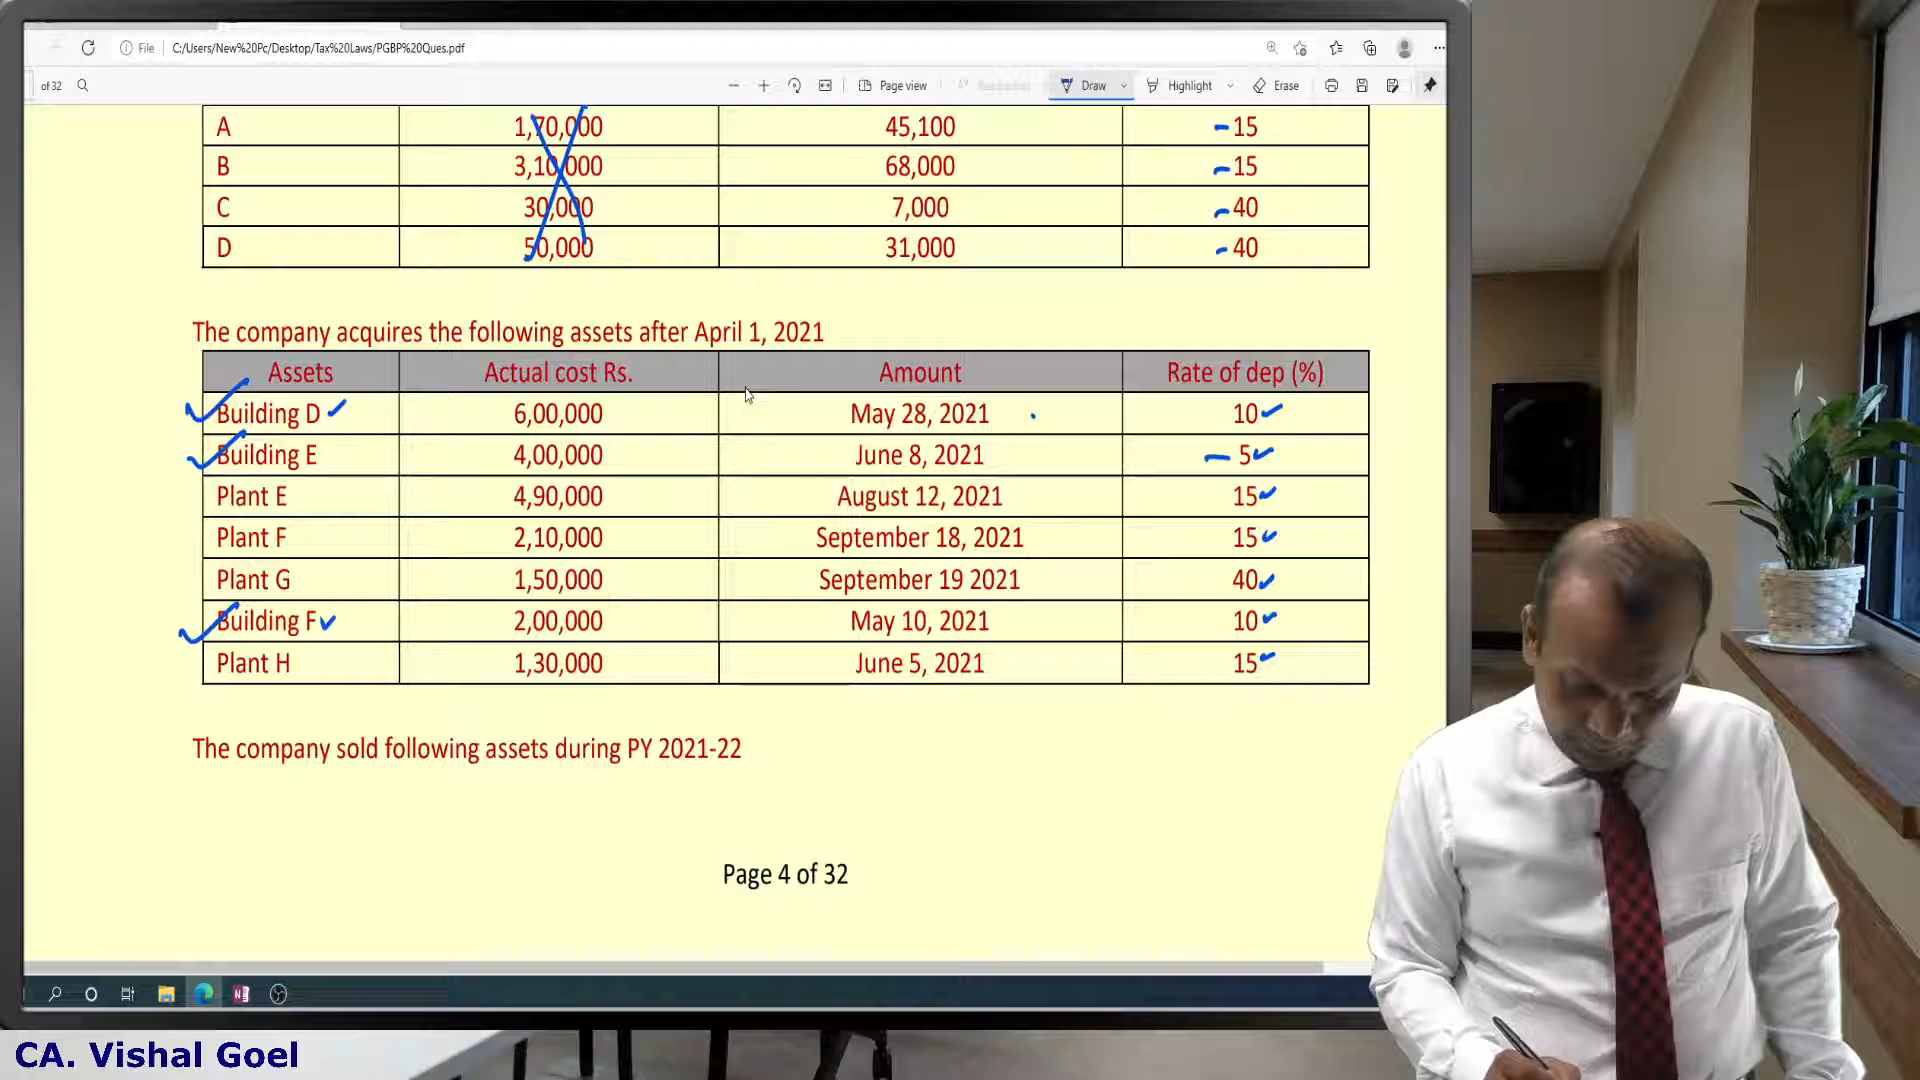 File C:/Users/New%20Pc/Desktop/Tax%20Laws/PGBP%20Ques.pdf
of 32 Page view Draw Highlight Erase
A 1,70,000 45,100 15
B 3,10,000 68,000 15
C 30,000 7,000 40
D 50,000 31,000 40
The company acquires the following assets after April 1, 2021
Assets Actual cost Rs. Amount Rate of dep (%)
Building D 6,00,000 May 28, 2021 10
Building E 4,00,000 June 8, 2021 5
Plant E 4,90,000 August 12, 2021 15
Plant F 2,10,000 September 18, 2021 15
Plant G 1,50,000 September 19 2021 40
Building F 2,00,000 May 10, 2021 10
Plant H 1,30,000 June 5, 2021 15
The company sold following assets during PY 2021-22
Page 4 of 32
CA. Vishal Goel